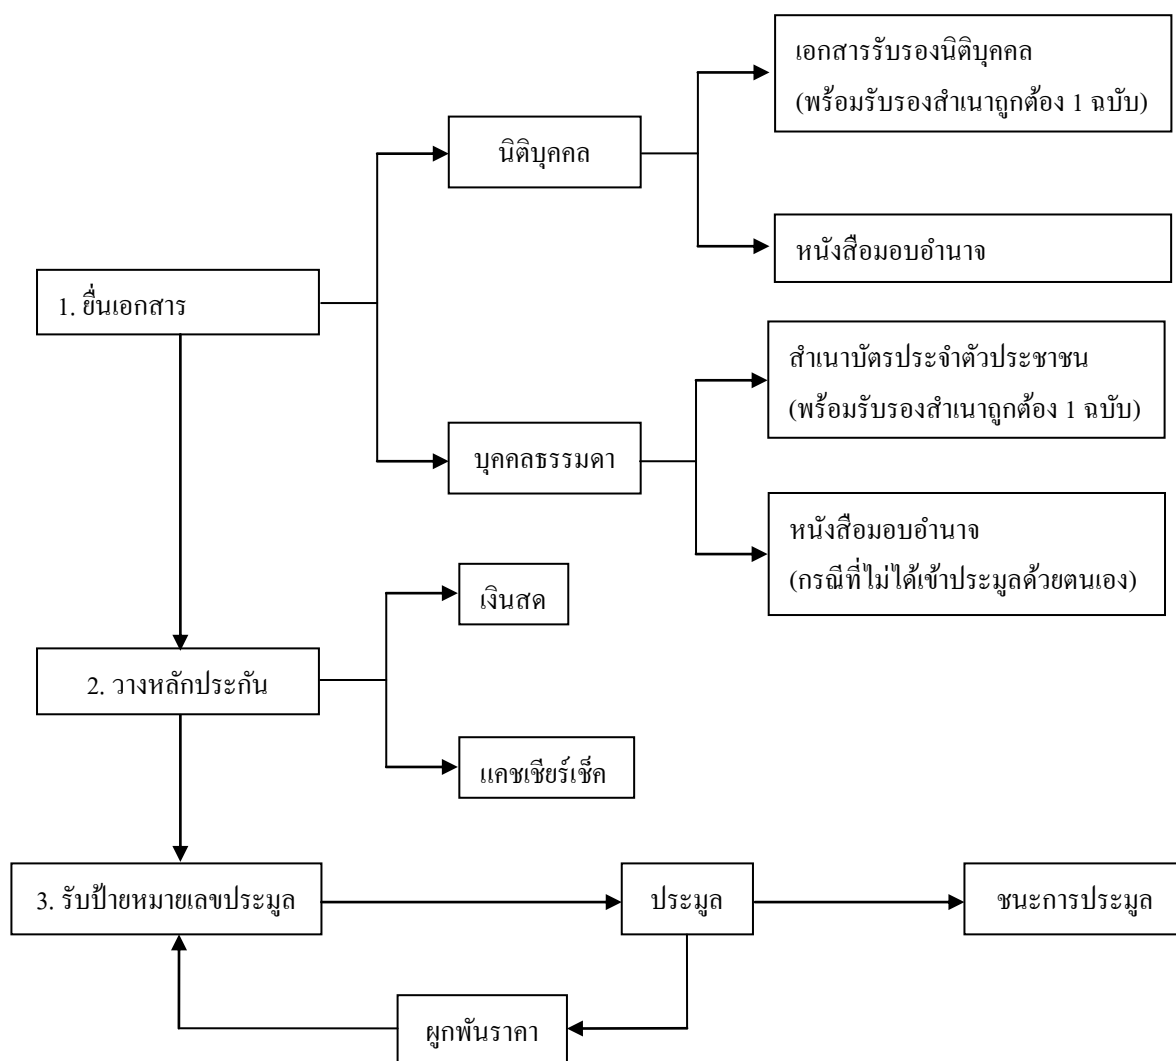 เอกสารรับรองนิติบุคคล
(พร้อมรับรองสำเนาถูกต้อง 1 ฉบับ)
นิติบุคคล
หนังสือมอบอำนาจ
1. ยื่นเอกสาร
สำเนาบัตรประจำตัวประชาชน
(พร้อมรับรองสำเนาถูกต้อง 1 ฉบับ)
บุคคลธรรมดา
หนังสือมอบอำนาจ
(กรณีที่ไม่ได้เข้าประมูลด้วยตนเอง)
เงินสด
2. วางหลักประกัน
แคชเชียร์เช็ค
3. รับป้ายหมายเลขประมูล
ประมูล
ชนะการประมูล
ผูกพันราคา